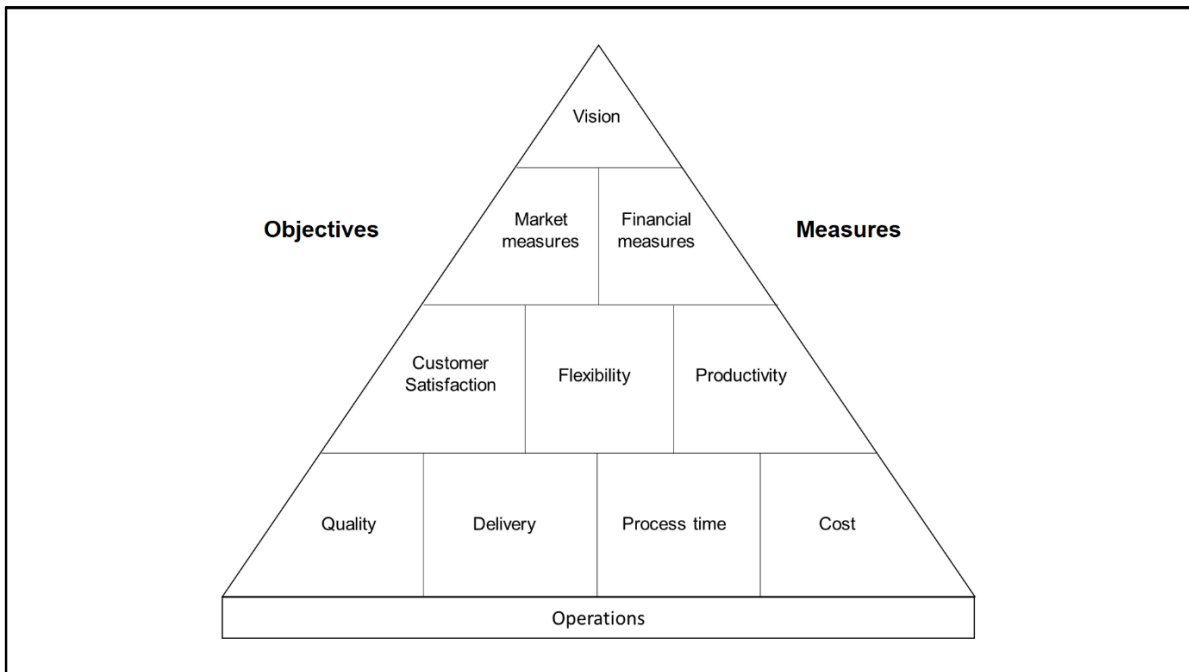 Vision
Objectives
Market
measures
Financial
measures
Measures
Customer
Satisfaction
Flexibility
Productivity
Quality
Delivery
Process time
Cost
Operations